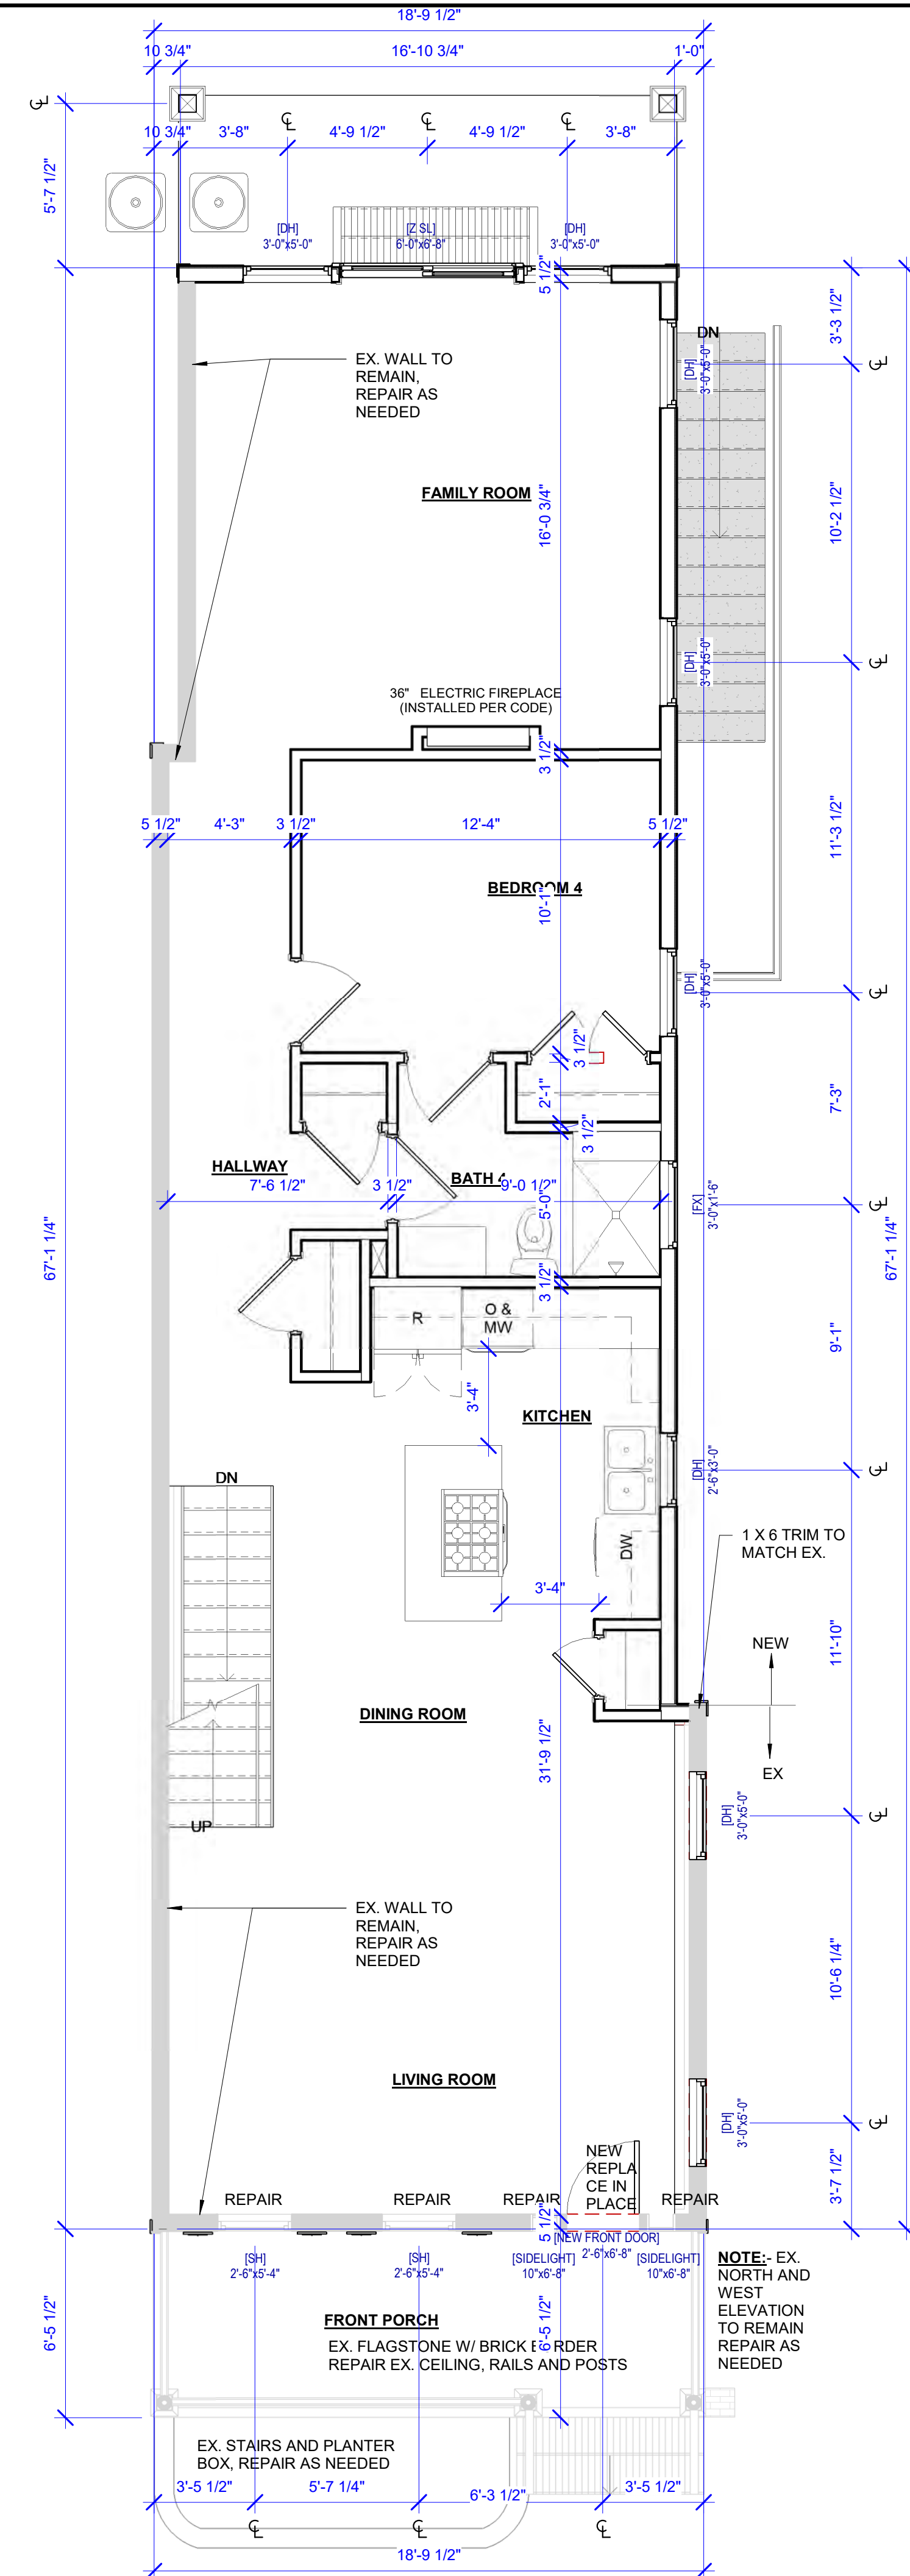 18'-9 1/2"
10 3/4" 16'-10 3/4" 1'-0"
℄
10 3/4" 3'-8" ℄ 4'-9 1/2" ℄ 4'-9 1/2" ℄ 3'-8"
5'-7 1/2"
[DH]
3'-0"x5'-0"
[Z SL]
6'-0"x6'-8"
[DH]
3'-0"x5'-0"
5 1/2"
3'-3 1/2"
DN
℄
[DH]
3'-0"x5'-0"
EX. WALL TO
REMAIN,
REPAIR AS
NEEDED
FAMILY ROOM
16'-0 3/4"
10'-2 1/2"
[DH]
3'-0"x5'-0"
℄
36" ELECTRIC FIREPLACE
(INSTALLED PER CODE)
3 1/2"
5 1/2" 4'-3" 3 1/2" 12'-4" 5 1/2"
11'-3 1/2"
BEDROOM 4
10'-1"
[DH]
3'-0"x5'-0"
℄
3 1/2"
2'-1"
3 1/2"
7'-3"
HALLWAY
BATH 4
7'-6 1/2" 3 1/2" 9'-0 1/2"
5'-0"
[FX]
3'-0"x1'-6"
℄
67'-1 1/4"
67'-1 1/4"
3 1/2"
R
O &
MW
9'-1"
3'-4"
KITCHEN
[DH]
2'-6"x3'-0"
℄
DN
DW
1 X 6 TRIM TO
MATCH EX.
3'-4"
NEW
11'-10"
DINING ROOM
31'-9 1/2"
EX
UP
[DH]
3'-0"x5'-0"
℄
EX. WALL TO
REMAIN,
REPAIR AS
NEEDED
10'-6 1/4"
LIVING ROOM
[DH]
3'-0"x5'-0"
℄
NEW
REPLA
CE IN
PLACE
3'-7 1/2"
REPAIR REPAIR REPAIR REPAIR
5 1/2"
[NEW FRONT DOOR]
2'-6"x6'-8"
[SH]
2'-6"x5'-4"
[SH]
2'-6"x5'-4"
[SIDELIGHT]
10"x6'-8"
[SIDELIGHT]
10"x6'-8"
NOTE:- EX.
NORTH AND
WEST
ELEVATION
TO REMAIN
REPAIR AS
NEEDED
6'-5 1/2"
6'-5 1/2"
FRONT PORCH
EX. FLAGSTONE W/ BRICK BORDER
REPAIR EX. CEILING, RAILS AND POSTS
EX. STAIRS AND PLANTER
BOX, REPAIR AS NEEDED
3'-5 1/2" 5'-7 1/4" 6'-3 1/2" 3'-5 1/2"
℄ ℄ ℄
18'-9 1/2"